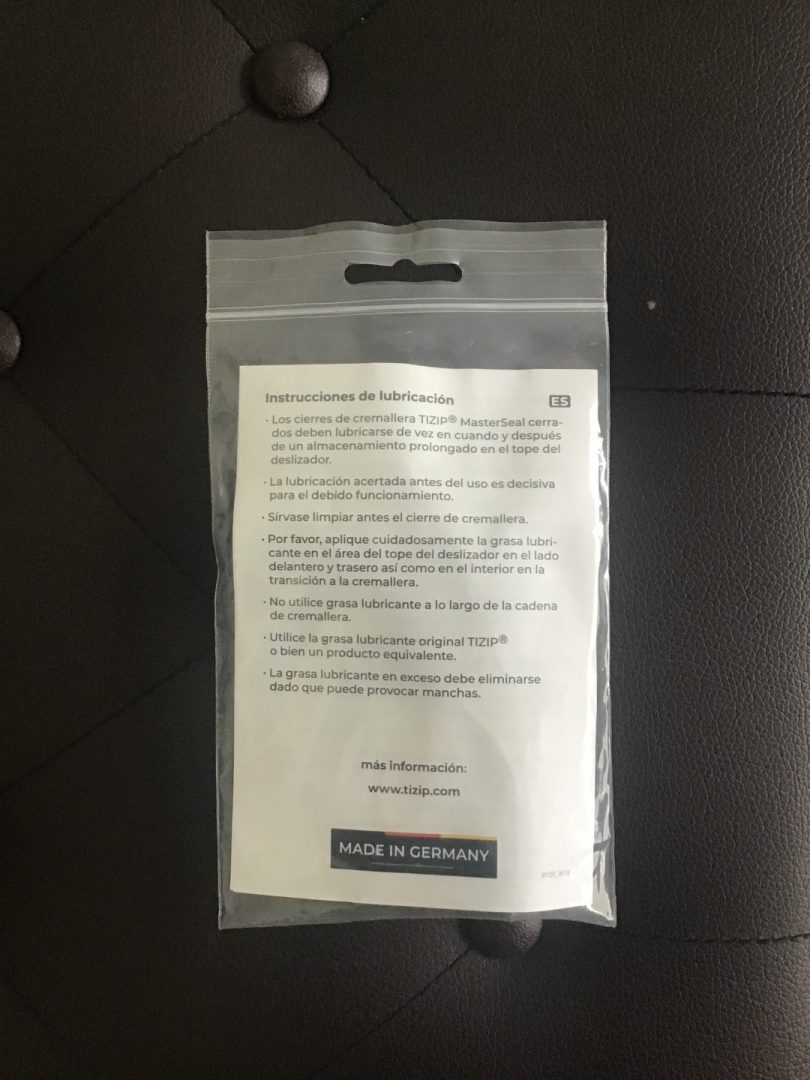 Instrucciones de lubricación
ES
· Los cierres de cremallera TIZIP® MasterSeal cerra-
dos deben lubricarse de vez en cuando y después
de un almacenamiento prolongado en el tope del
deslizador.
· La lubricación acertada antes del uso es decisiva
para el debido funcionamiento.
· Sírvase limpiar antes el cierre de cremallera.
· Por favor, aplique cuidadosamente la grasa lubri-
cante en el área del tope del deslizador en el lado
delantero y trasero así como en el interior en la
transición a la cremallera.
· No utilice grasa lubricante a lo largo de la cadena
de cremallera.
· Utilice la grasa lubricante original TIZIP®
o bien un producto equivalente.
· La grasa lubricante en exceso debe eliminarse
dado que puede provocar manchas.
más información:
www.tizip.com
MADE IN GERMANY